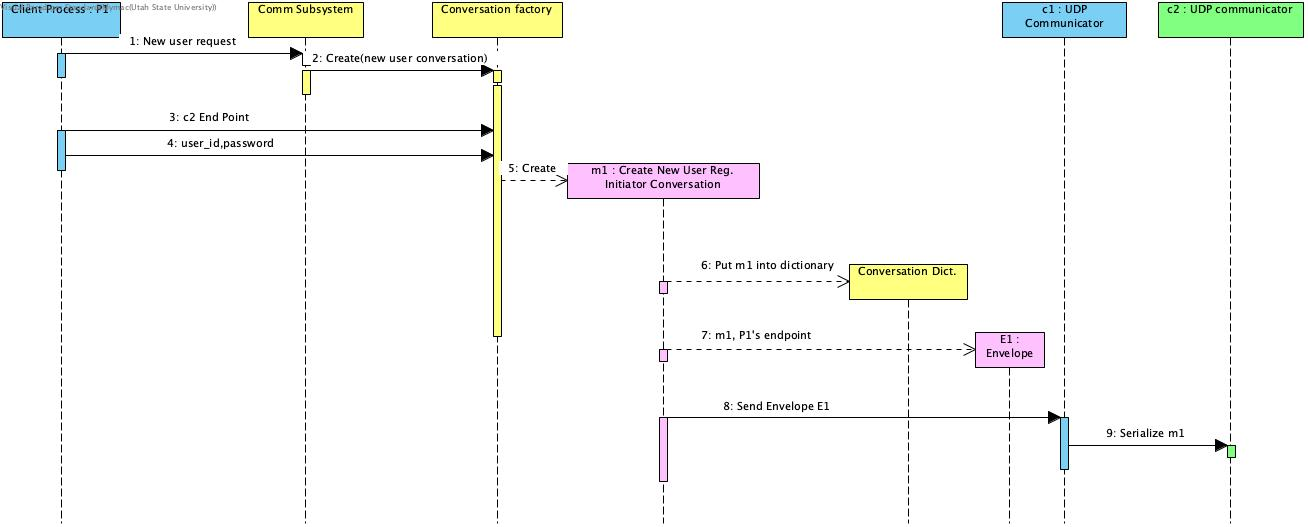 (Utah State University))
Client Process : P1
Comm Subsystem
Conversation factory
c1 : UDP
Communicator
c2 : UDP communicator
1: New user request
2: Create(new user conversation)
3: c2 End Point
4: user_id,password
5: Create
m1 : Create New User Reg.
Initiator Conversation
6: Put m1 into dictionary
Conversation Dict.
7: m1, P1's endpoint
E1 :
Envelope
8: Send Envelope E1
9: Serialize m1